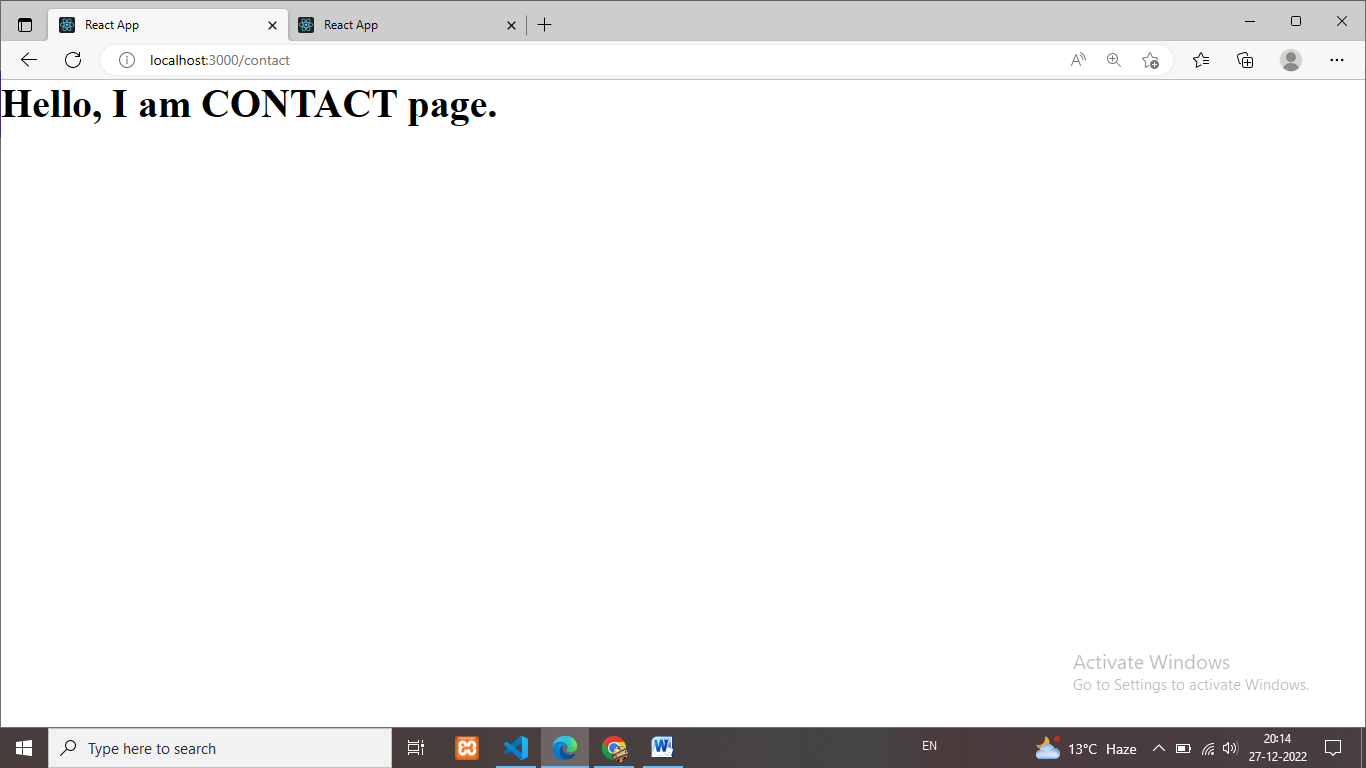 React App
React App
localhost:3000/contact
Hello, I am CONTACT page.
Activate Windows
Go to Settings to activate Windows.
Type here to search
EN
13°C Haze
20:14
27-12-2022